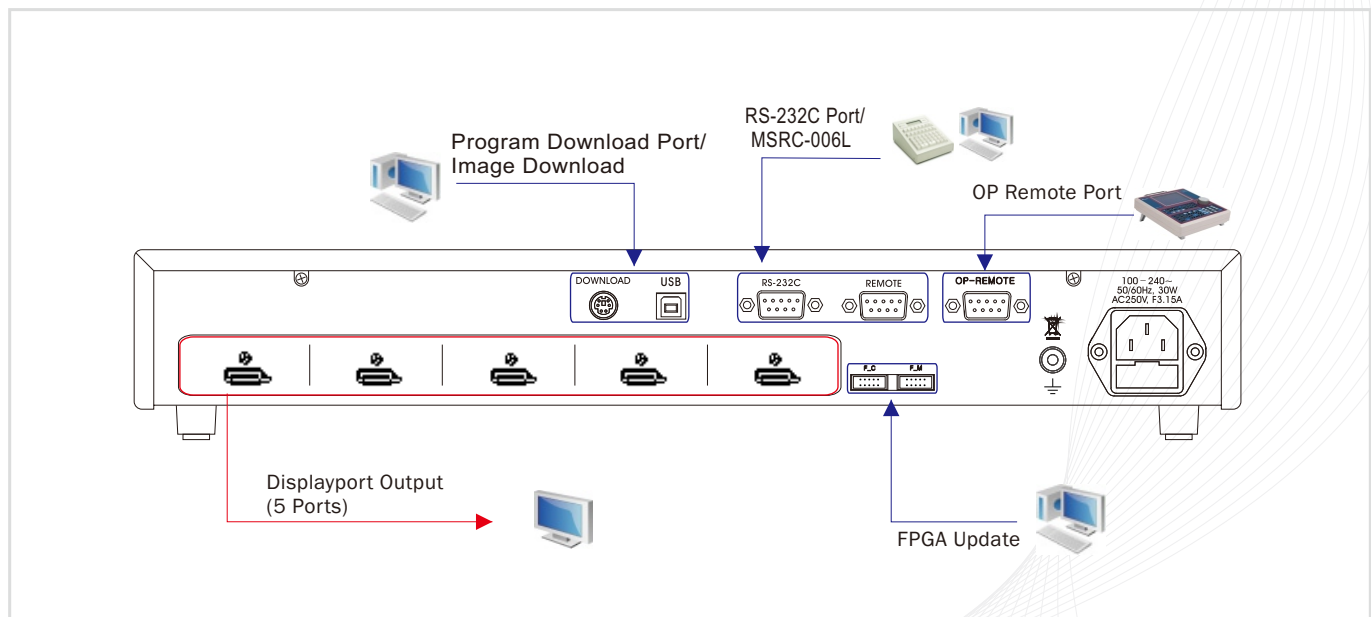 RS-232C Port/
MSRC-006L
Program Download Port/
Image Download
OP Remote Port
DOWNLOAD
USB
RS-232C
REMOTE
OP-REMOTE
100-240~
50/60Hz, 30W
AC250V, F3.15A
F_C
F_M
Displayport Output
(5 Ports)
FPGA Update